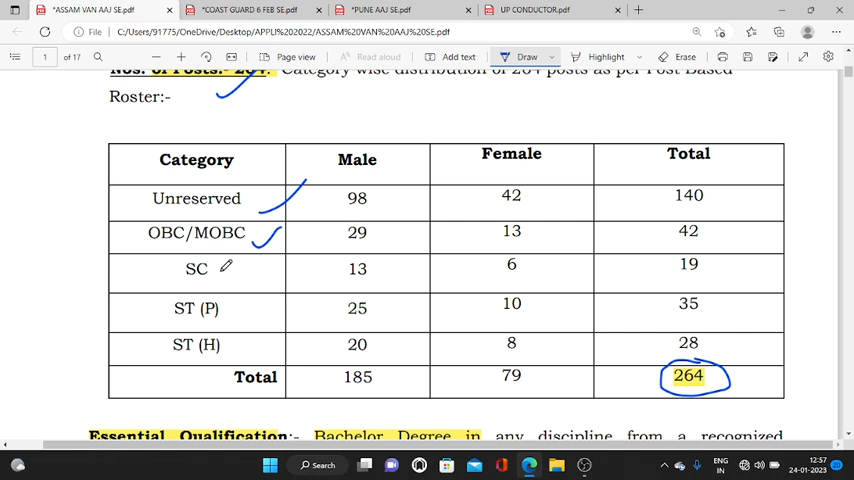 *ASSAM VAN AAJ SE.pdf
*COAST GUARD 6 FEB SE.pdf
*PUNE AAJ SE.pdf
UP CONDUCTOR.pdf
File
C:/Users/91775/OneDrive/Desktop/APPLI%202022/ASSAM%20VAN%20AAJ%20SE.pdf
1 of 17
Page view
Read aloud
Add text
Draw
Highlight
Erase
Nos. of Posts:- 264. Category wise distribution of 264 posts as per Post Based
Roster:-
Category Male Female Total
Unreserved 98 42 140
OBC/MOBC 29 13 42
SC 13 6 19
ST (P) 25 10 35
ST (H) 20 8 28
Total 185 79 264
Essential Qualification:- Bachelor Degree in any discipline from a recognized
Search
ENG
IN
12:57
24-01-2023
20